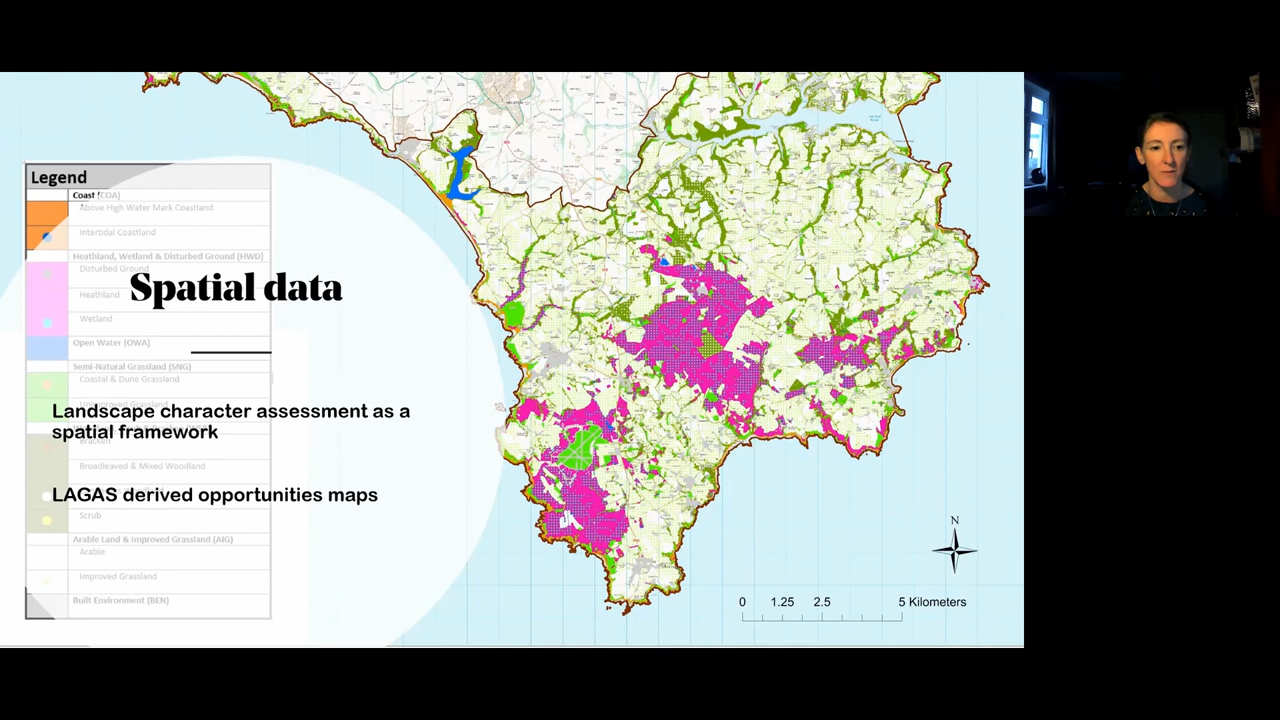 Legend
Coast (COA)
Above High Water Mark Coastland
Intertidal Coastland
Heathland, Wetland & Disturbed Ground (HWD)
Disturbed Ground
Heathland
Wetland
Open Water (OWA)
Semi-Natural Grassland (SNG)
Coastal & Dune Grassland
Bracken
Broadleaved & Mixed Woodland
Scrub
Arable Land & Improved Grassland (AIG)
Arable
Improved Grassland
Built Environment (BEN)
Spatial data
Landscape character assessment as a
spatial framework
LAGAS derived opportunities maps
HELSTON
N
0 1.25 2.5 5 Kilometers